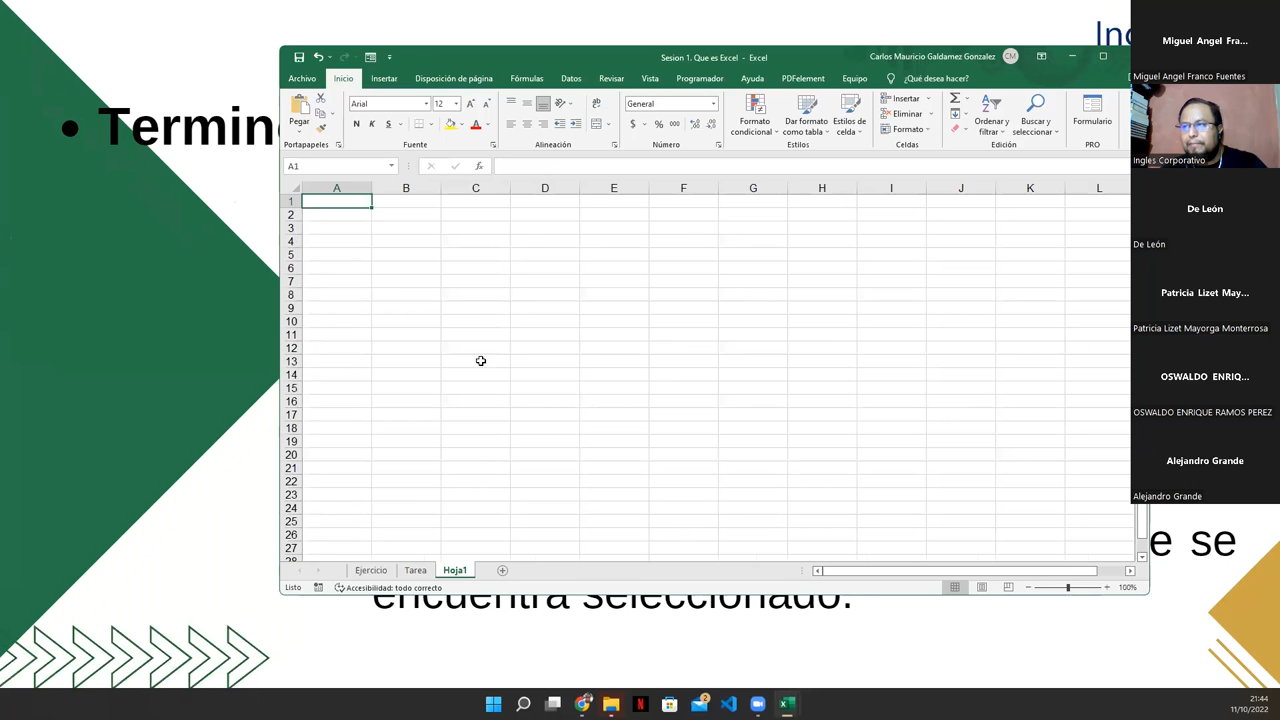 Sesion 1. Que es Excel - Excel
Carlos Mauricio Galdamez Gonzalez
CM
Archivo Inicio Insertar Disposición de página Fórmulas Datos Revisar Vista Programador Ayuda PDFelement Equipo ¿Qué desea hacer?
Pegar
Arial 12
N K S
General
$ % 000
Formato condicional
Dar formato como tabla
Estilos de celda
Insertar
Eliminar
Formato
Ordenar y filtrar
Buscar y seleccionar
Formulario
Portapapeles Fuente Alineación Número Estilos Celdas Edición PRO
A1
fx
A B C D E F G H I J K L
1
2
3
4
5
6
7
8
9
10
11
12
13
14
15
16
17
18
19
20
21
22
23
24
25
26
27
28
Ejercicio Tarea Hoja1
Listo Accesibilidad: todo correcto 100%
• Termin
e se
encuentra seleccionado.
Miguel Angel Fra...
Miguel Angel Franco Fuentes
Ingles Corporativo
De León
De León
Patricia Lizet May...
Patricia Lizet Mayorga Monterrosa
OSWALDO ENRIQ...
OSWALDO ENRIQUE RAMOS PEREZ
Alejandro Grande
Alejandro Grande
21:44
11/10/2022